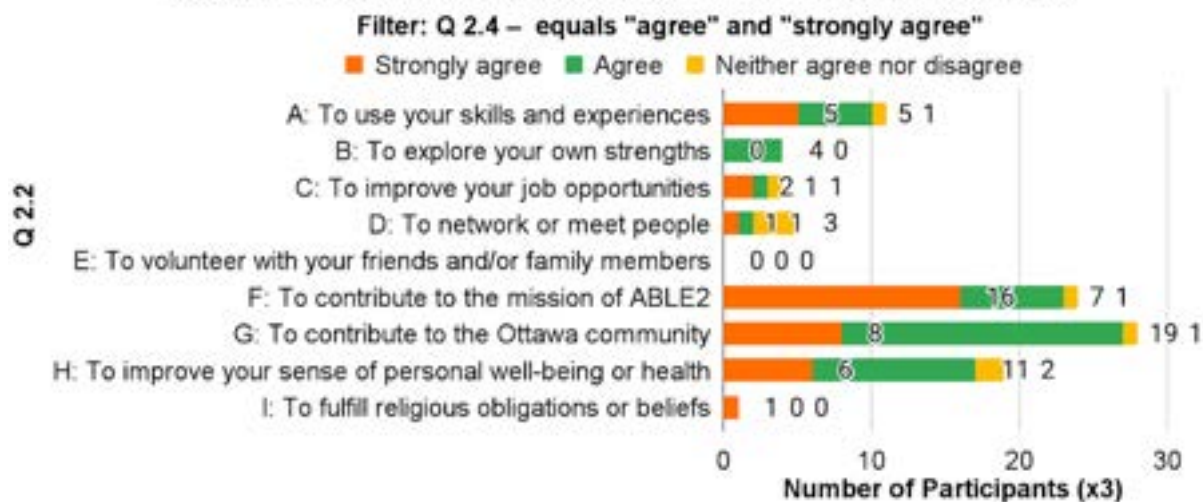 Filter: Q 2.4 – equals "agree" and "strongly agree"
Strongly agree Agree Neither agree nor disagree
Q 2.2
A: To use your skills and experiences 5 5 1
B: To explore your own strengths 0 4 0
C: To improve your job opportunities 2 1 1
D: To network or meet people 1 1 3
E: To volunteer with your friends and/or family members 0 0 0
F: To contribute to the mission of ABLE2 16 7 1
G: To contribute to the Ottawa community 8 19 1
H: To improve your sense of personal well-being or health 6 11 2
I: To fulfill religious obligations or beliefs 1 0 0
0 10 20 30
Number of Participants (x3)